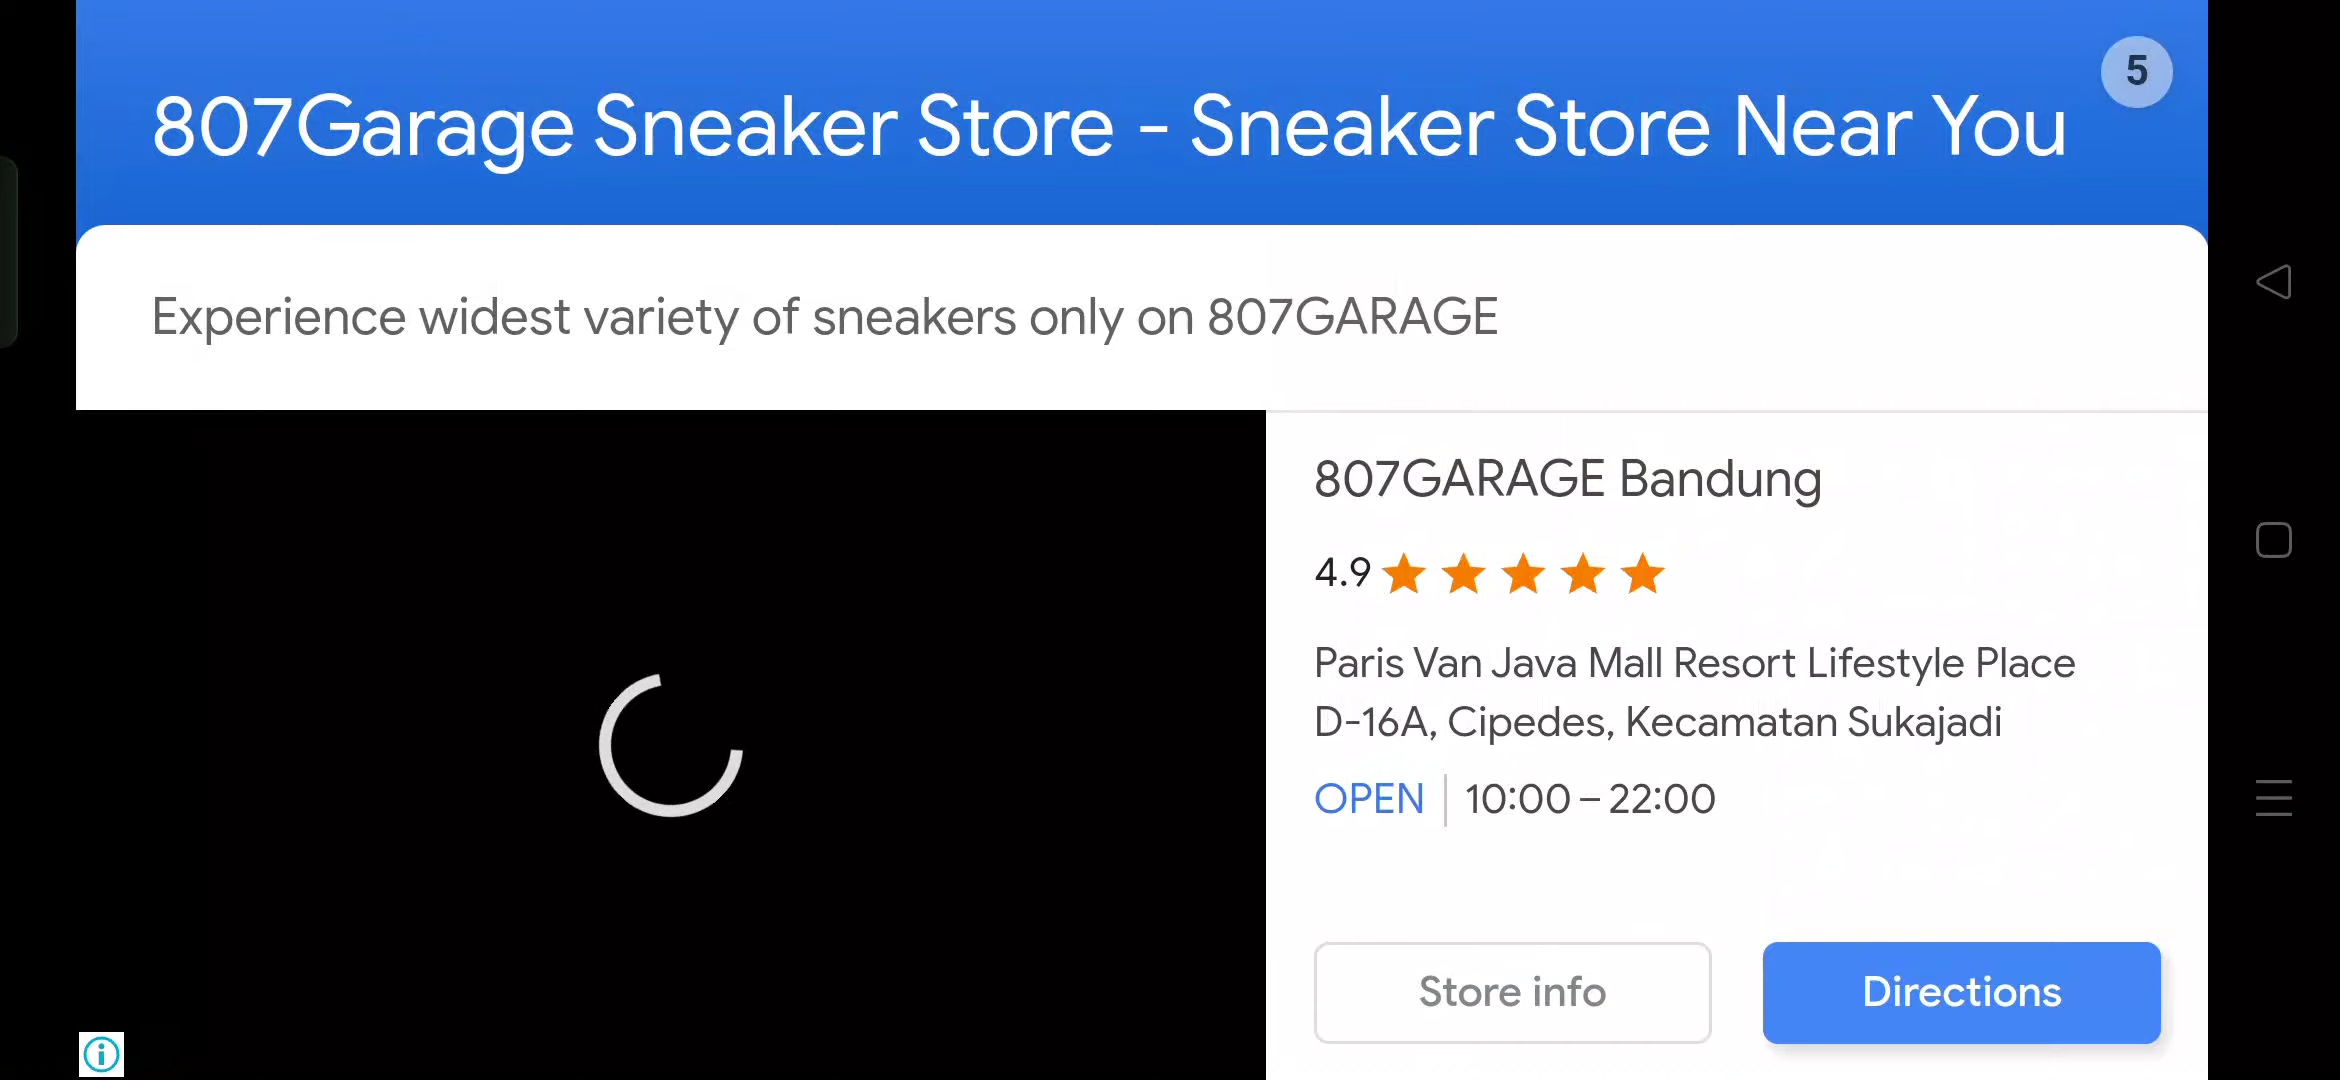 807Garage Sneaker Store - Sneaker Store Near You
5
Experience widest variety of sneakers only on 807GARAGE
807GARAGE Bandung
4.9
Paris Van Java Mall Resort Lifestyle Place
D-16A, Cipedes, Kecamatan Sukajadi
OPEN | 10:00 – 22:00
Store info
Directions